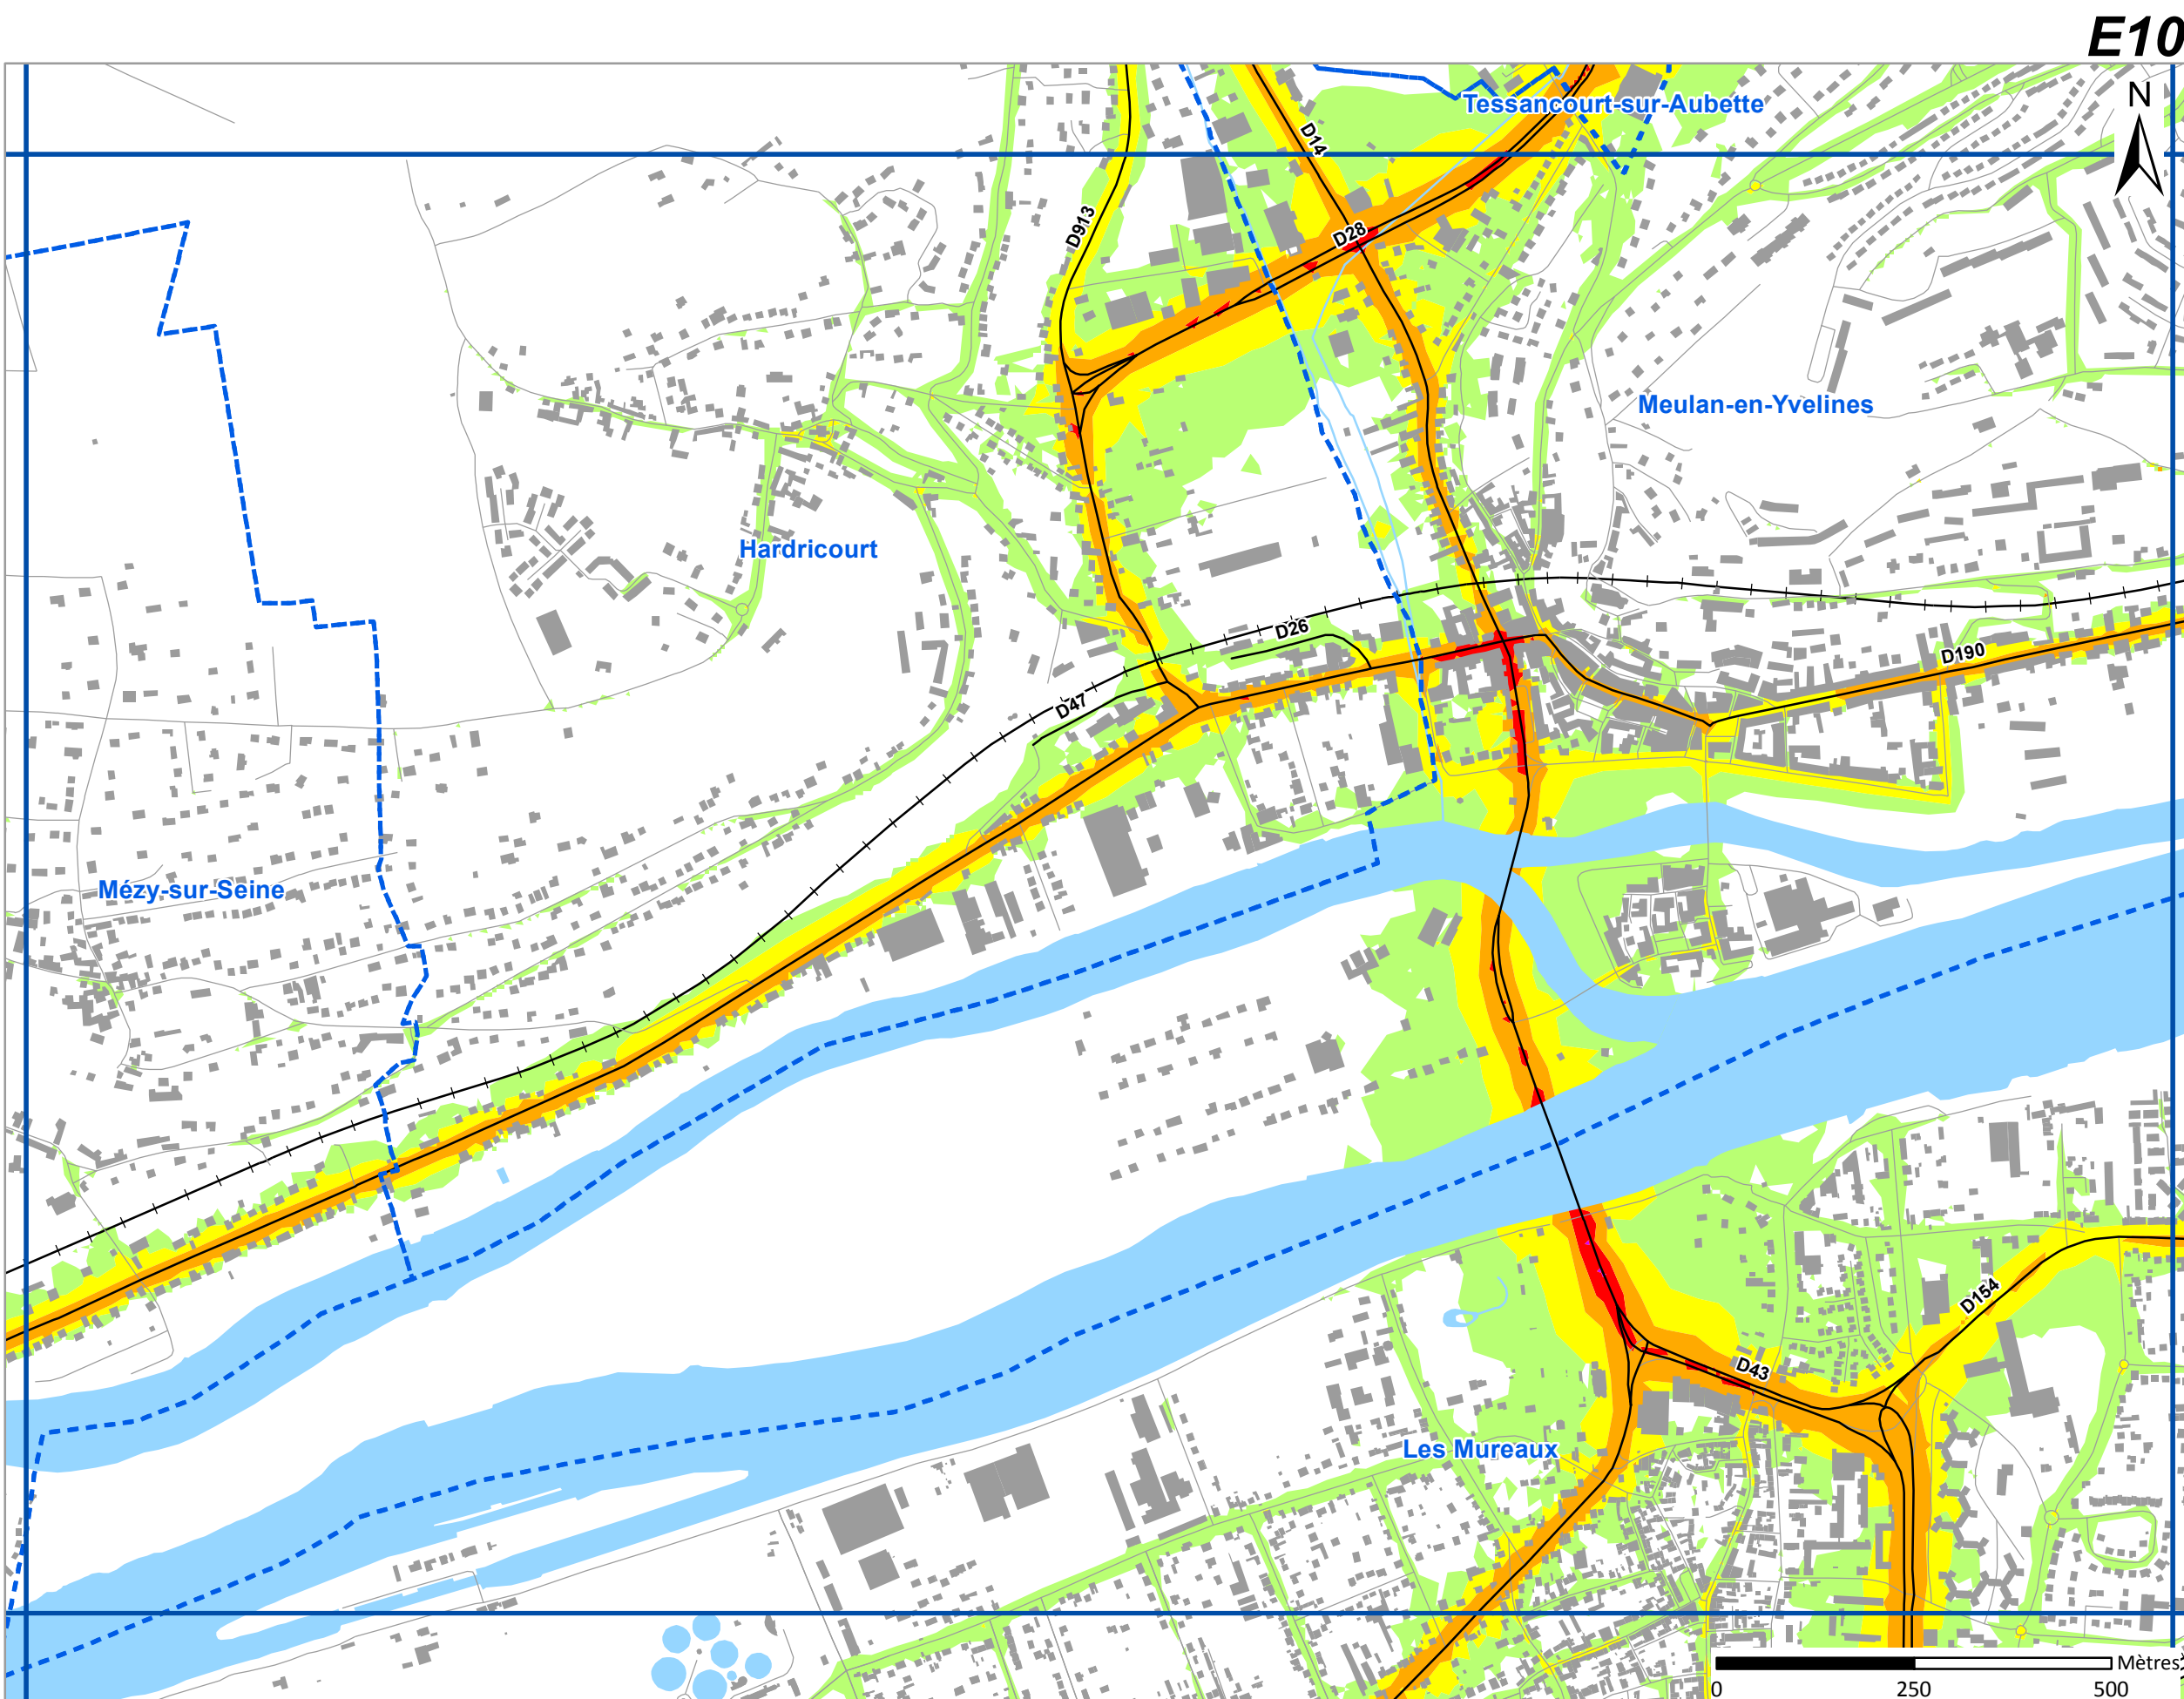 E10
N
Tessancourt-sur-Aubette
D14
D913
D28
Meulan-en-Yvelines
Hardricourt
D26
D190
D47
Mézy-sur-Seine
D154
D43
Les Mureaux
Mètres
0 250 500